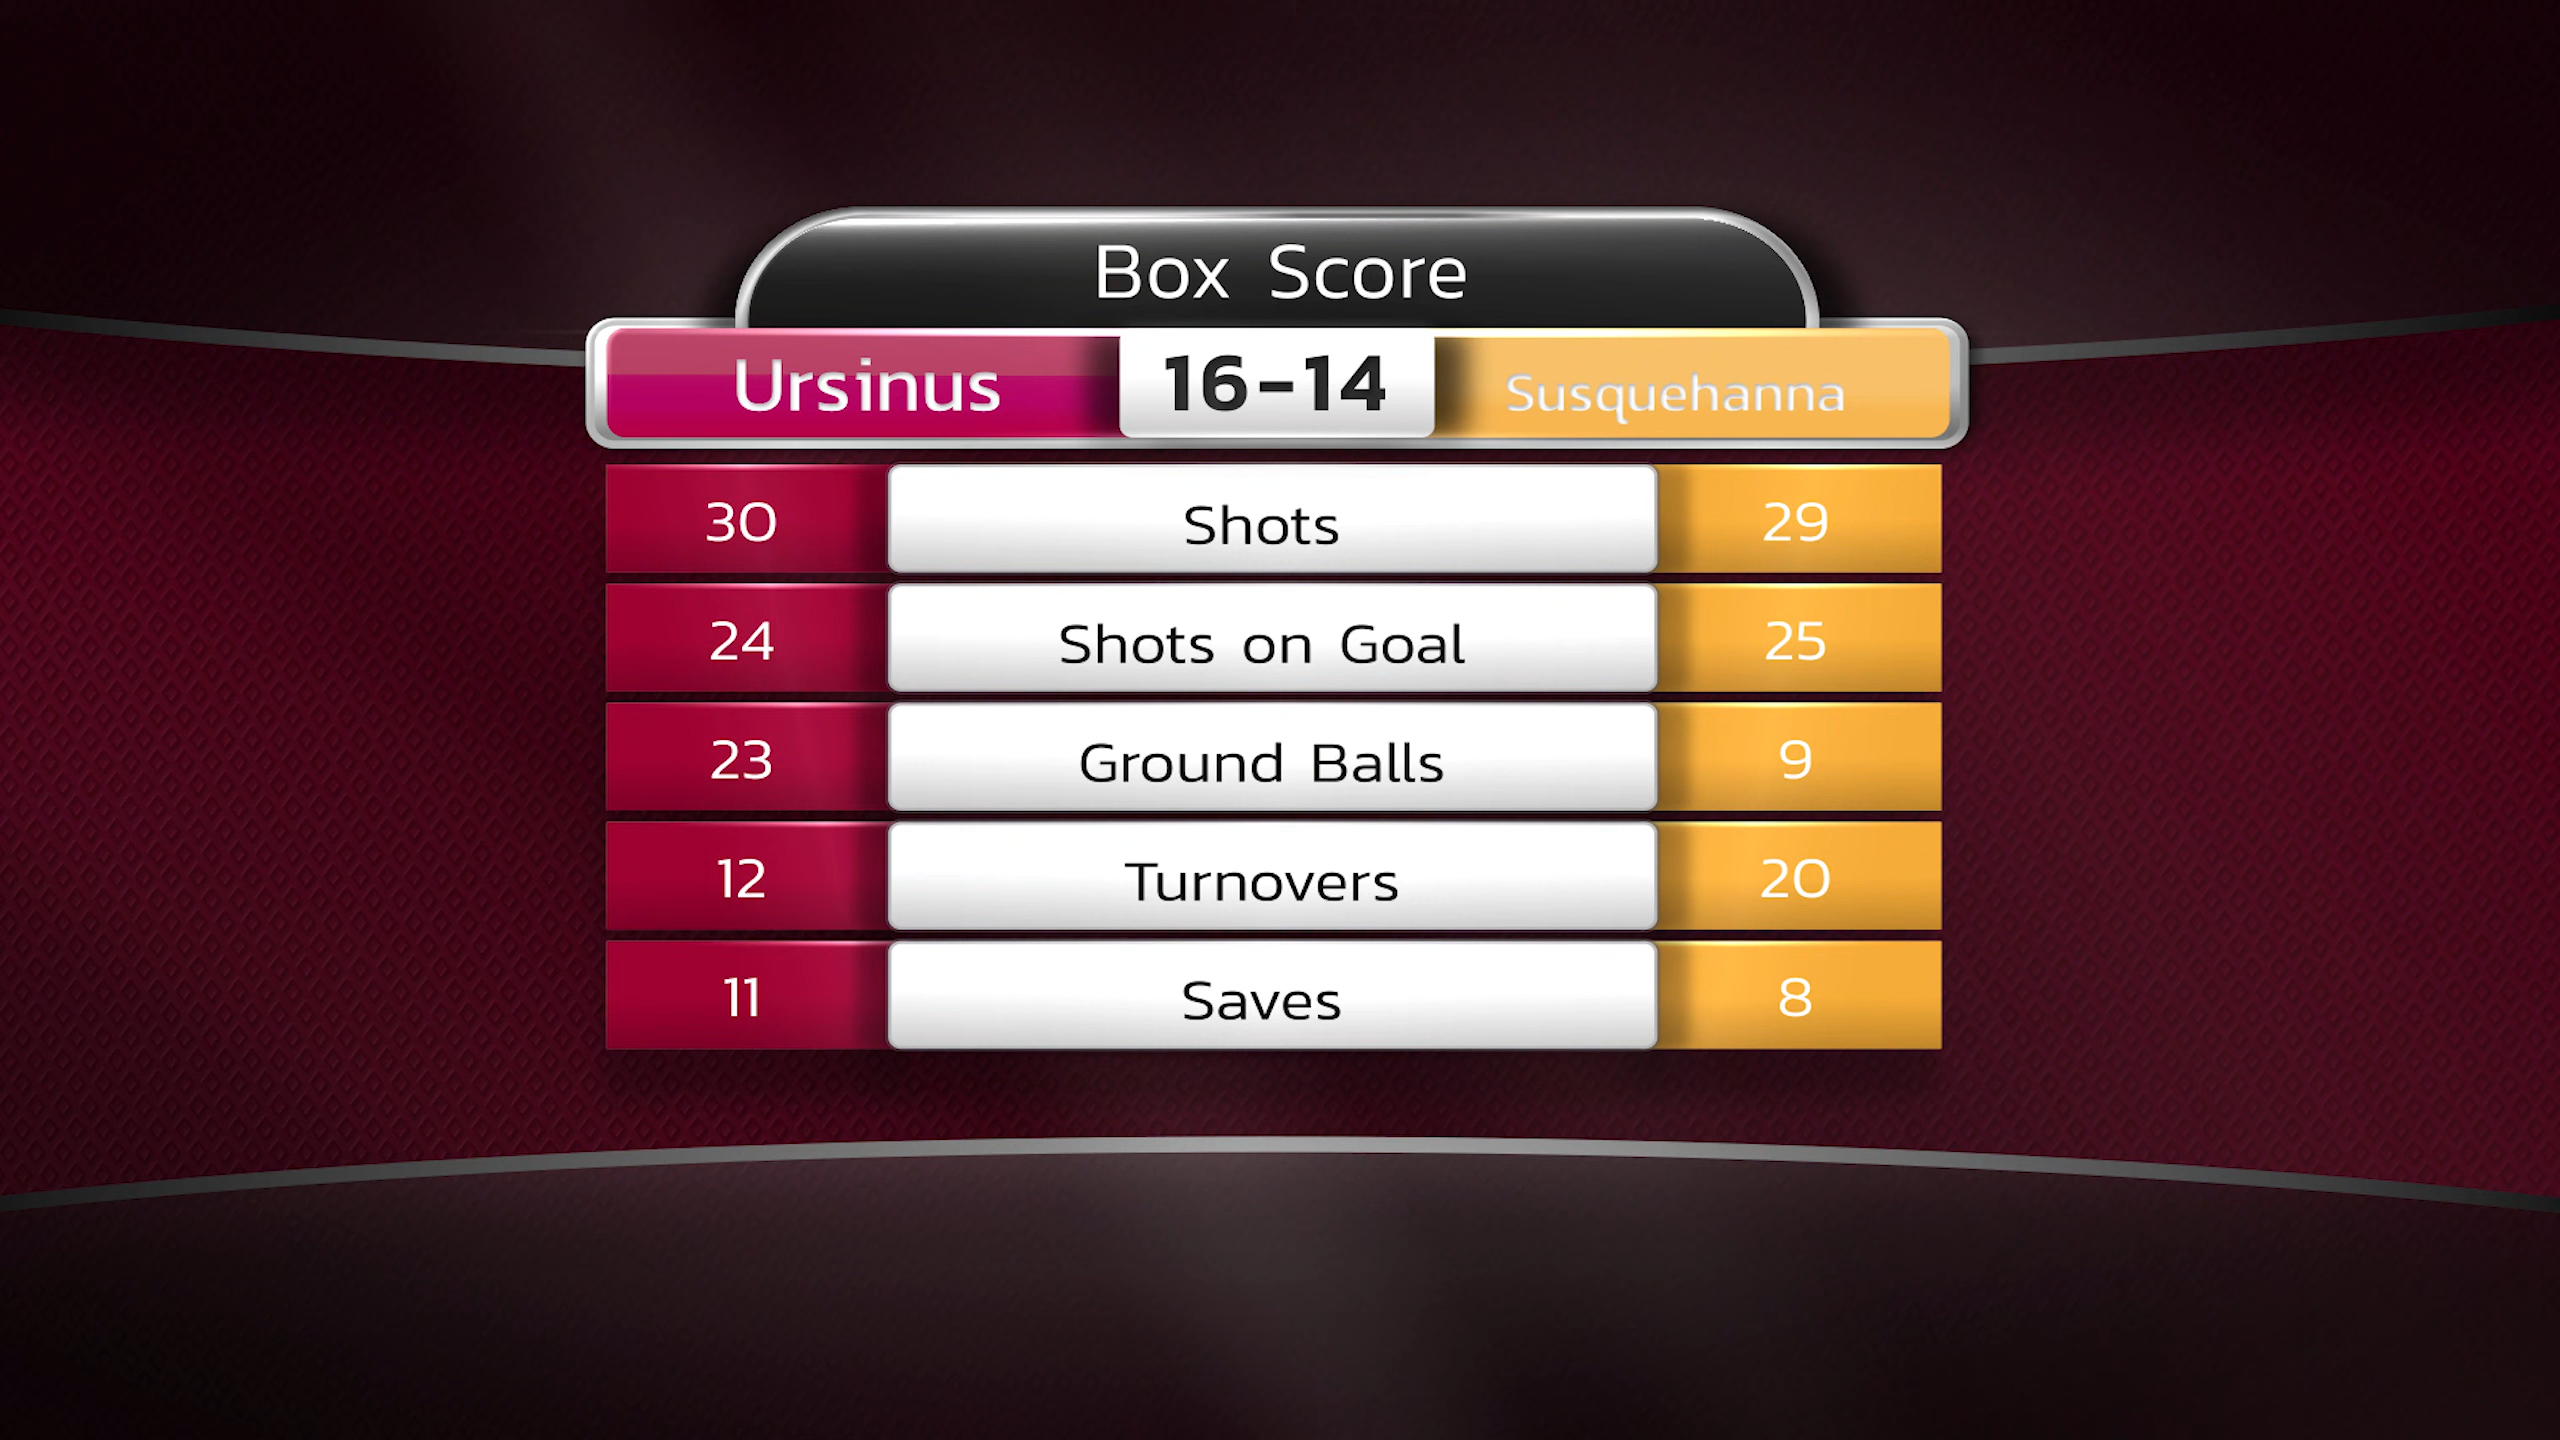 Box Score
Ursinus 16-14 Susquehanna
30 Shots 29
24 Shots on Goal 25
23 Ground Balls 9
12 Turnovers 20
11 Saves 8